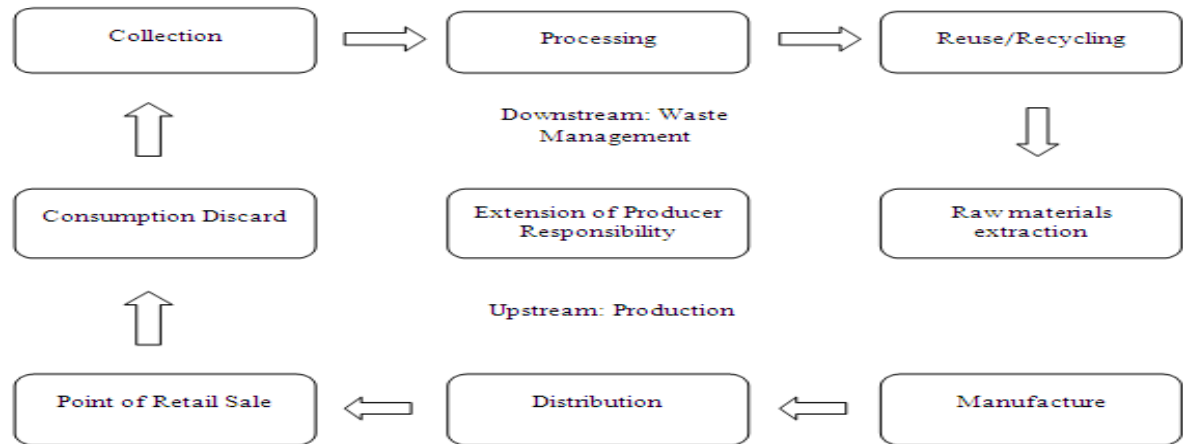 Collection
Processing
Reuse/Recycling
Downstream: Waste
Management
Consumption Discard
Extension of Producer
Responsibility
Raw materials
extraction
Upstream: Production
Point of Retail Sale
Distribution
Manufacture